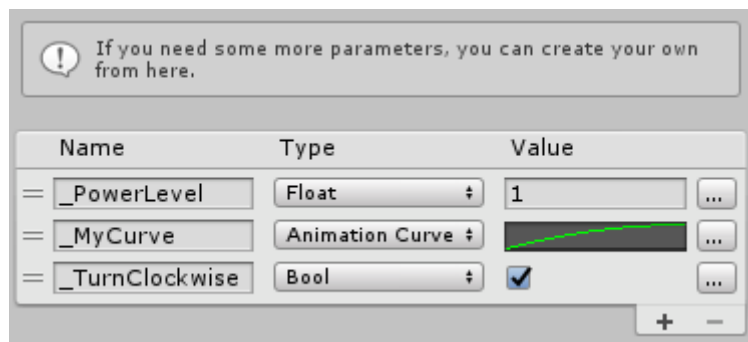 If you need some more parameters, you can create your own
from here.
Name Type Value
_PowerLevel Float 1 ...
_MyCurve Animation Curve ...
_TurnClockwise Bool ...
+ −